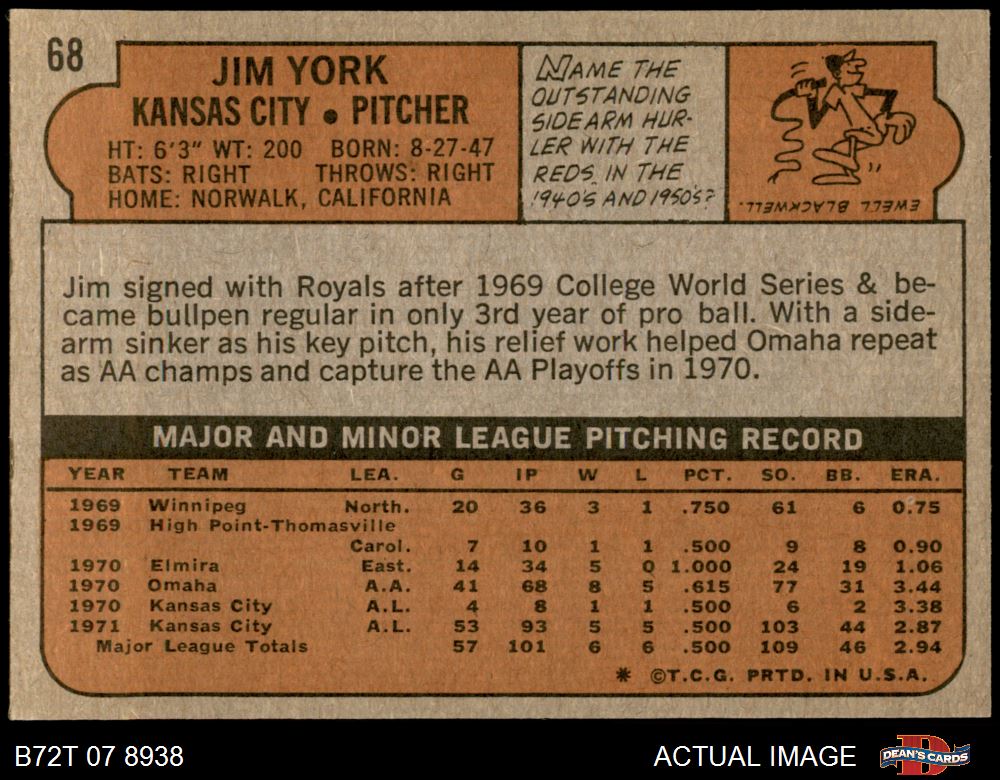 68
JIM YORK
KANSAS CITY • PITCHER
HT: 6'3" WT: 200 BORN: 8-27-47
BATS: RIGHT THROWS: RIGHT
HOME: NORWALK, CALIFORNIA
NAME THE
OUTSTANDING
SIDEARM HUR-
LER WITH THE
REDS IN THE
1940'S AND 1950'S?
EWELL BLACKWELL.
Jim signed with Royals after 1969 College World Series & be-
came bullpen regular in only 3rd year of pro ball. With a side-
arm sinker as his key pitch, his relief work helped Omaha repeat
as AA champs and capture the AA Playoffs in 1970.
MAJOR AND MINOR LEAGUE PITCHING RECORD
YEAR TEAM LEA. G IP W L PCT. SO. BB. ERA.
1969 Winnipeg North. 20 36 3 1 .750 61 6 0.75
1969 High Point-Thomasville
Carol. 7 10 1 1 .500 9 8 0.90
1970 Elmira East. 14 34 5 0 1.000 24 19 1.06
1970 Omaha A.A. 41 68 8 5 .615 77 31 3.44
1970 Kansas City A.L. 4 8 1 1 .500 6 2 3.38
1971 Kansas City A.L. 53 93 5 5 .500 103 44 2.87
Major League Totals 57 101 6 6 .500 109 46 2.94
* ©T.C.G. PRTD. IN U.S.A.
B72T 07 8938 ACTUAL IMAGE D DEAN'S CARDS